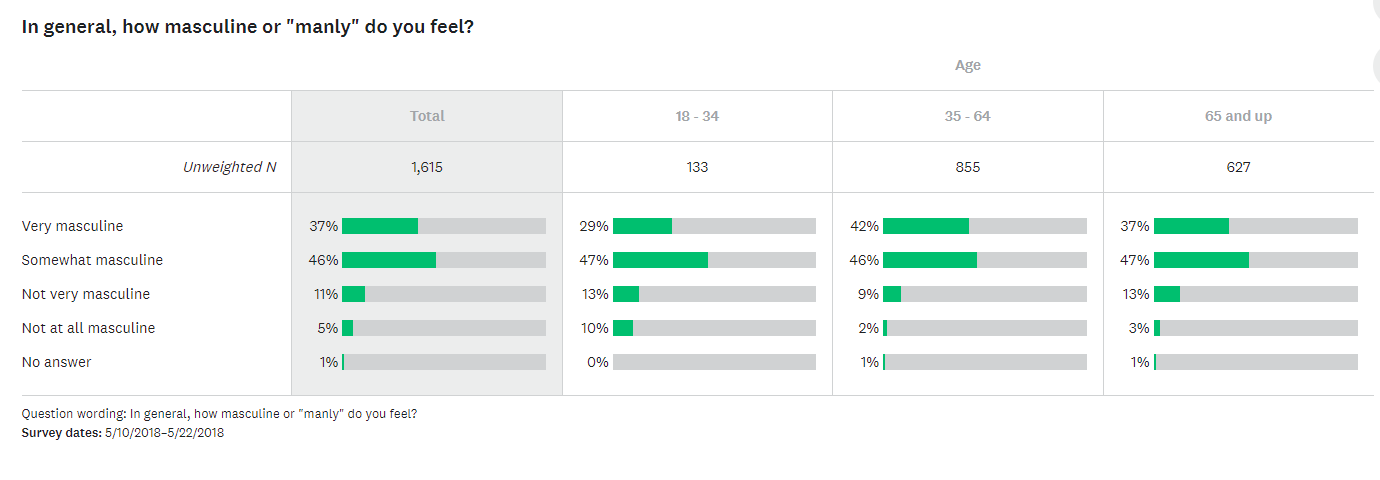 In general, how masculine or "manly" do you feel?
Age
Total 18 - 34 35 - 64 65 and up
Unweighted N 1,615 133 855 627
Very masculine 37% 29% 42% 37%
Somewhat masculine 46% 47% 46% 47%
Not very masculine 11% 13% 9% 13%
Not at all masculine 5% 10% 2% 3%
No answer 1% 0% 1% 1%
Question wording: In general, how masculine or "manly" do you feel?
Survey dates: 5/10/2018–5/22/2018